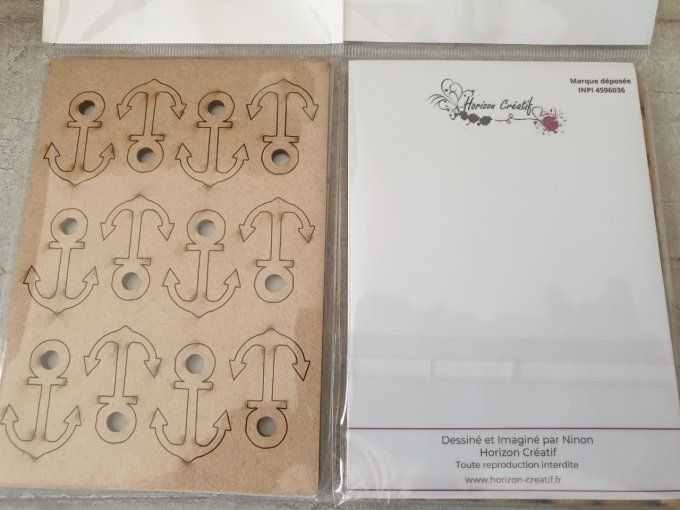 Marque déposée
INPI 4596036
Horizon Créatif
Dessiné et Imaginé par Ninon
Horizon Créatif
Toute reproduction interdite
www.horizon-creatif.fr